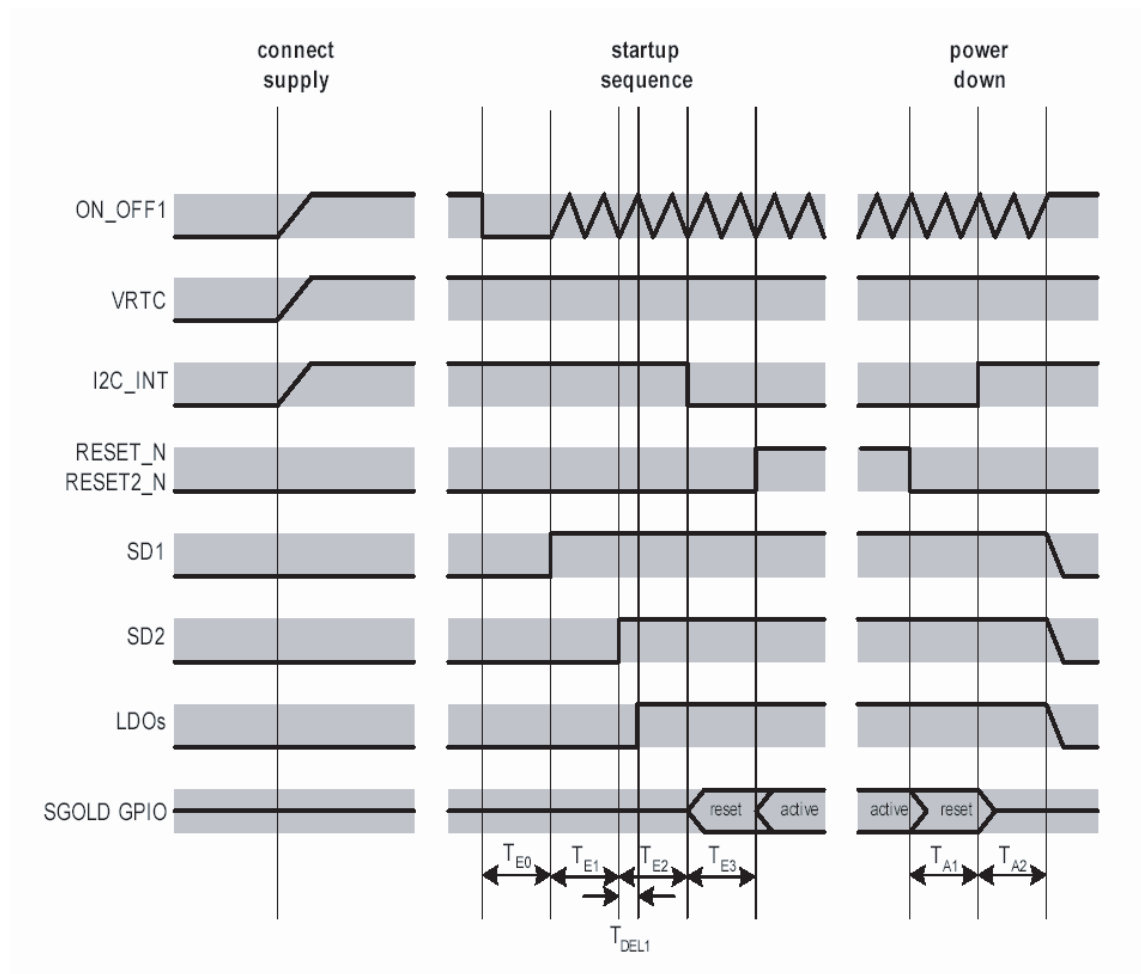 connect
supply
startup
sequence
power
down
ON_OFF1
VRTC
I2C_INT
RESET_N
RESET2_N
SD1
SD2
LDOs
SGOLD GPIO
reset
active
active
reset
TE0
TE1
TE2
TE3
TA1
TA2
TDEL1